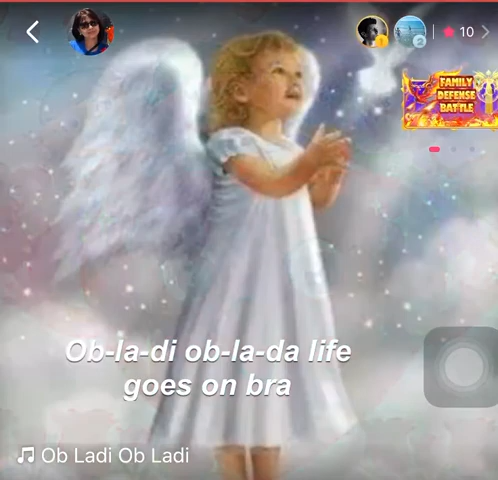 10
FAMILY
DEFENSE
BATTLE
Ob-la-di ob-la-da life
goes on bra
Ob Ladi Ob Ladi